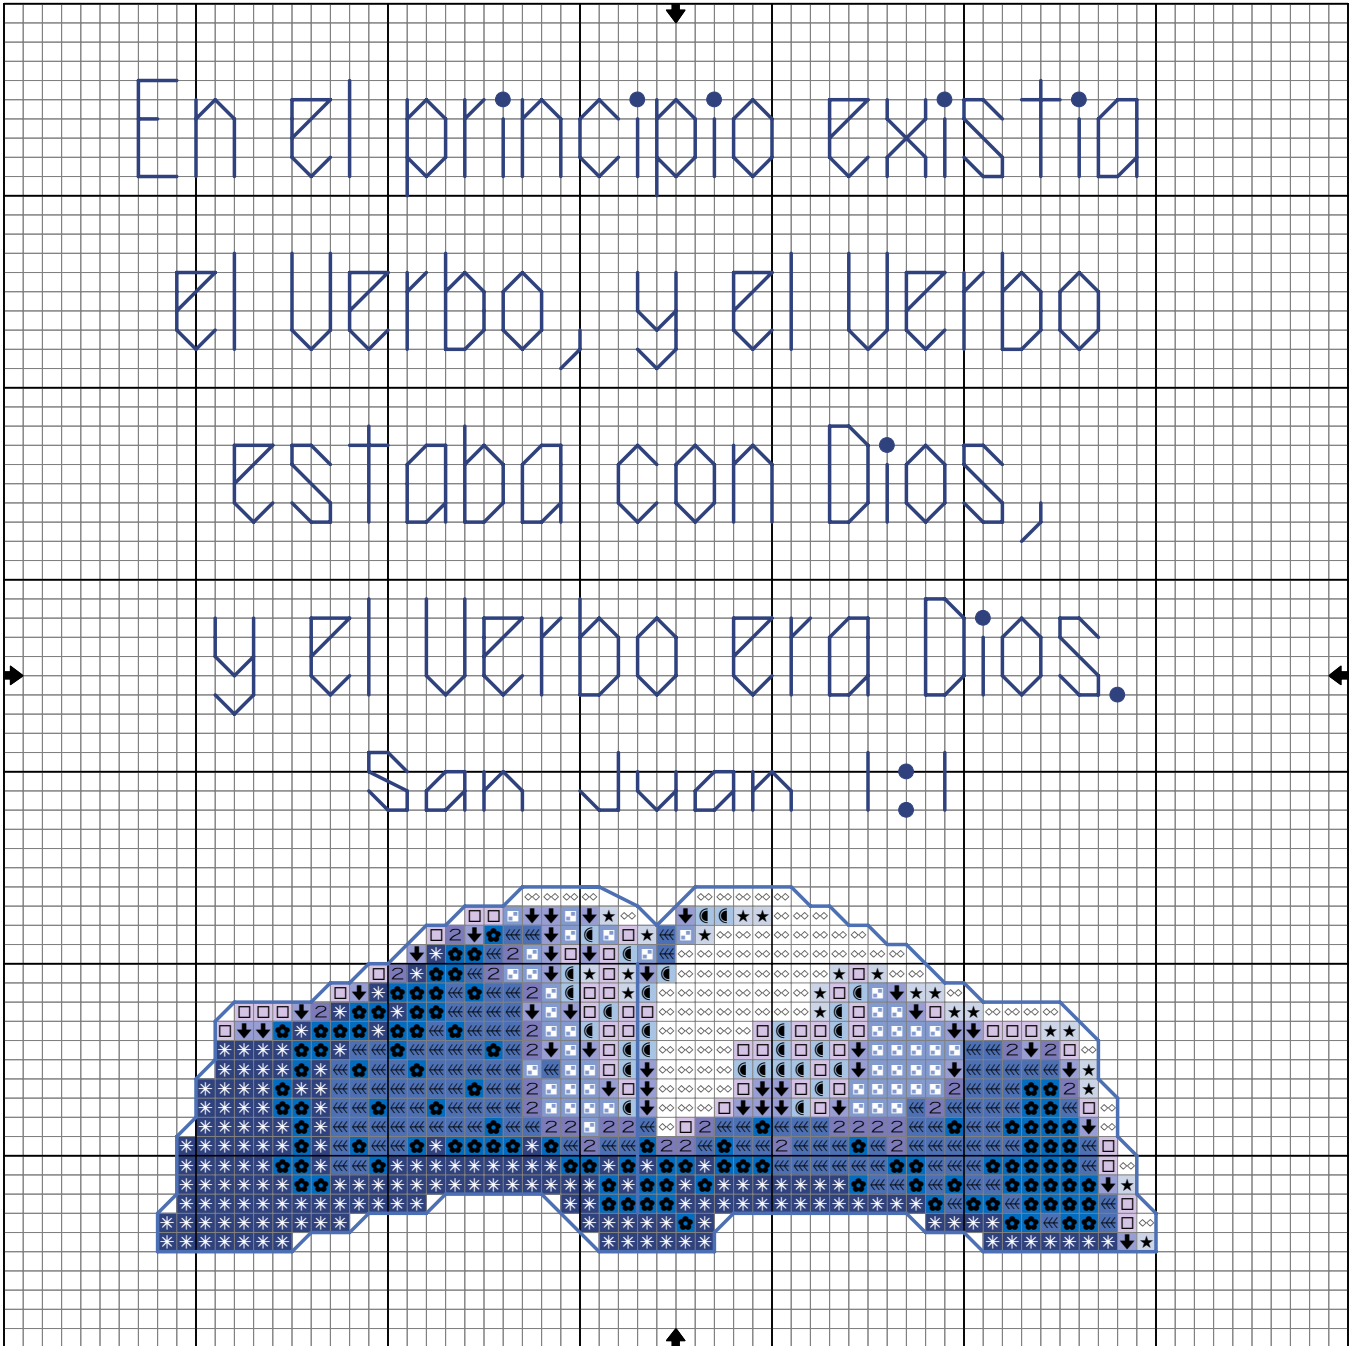 En el principio existia
el Verbo, y el Verbo
estaba con Dios,
y el Verbo era Dios.
San Juan 1:1